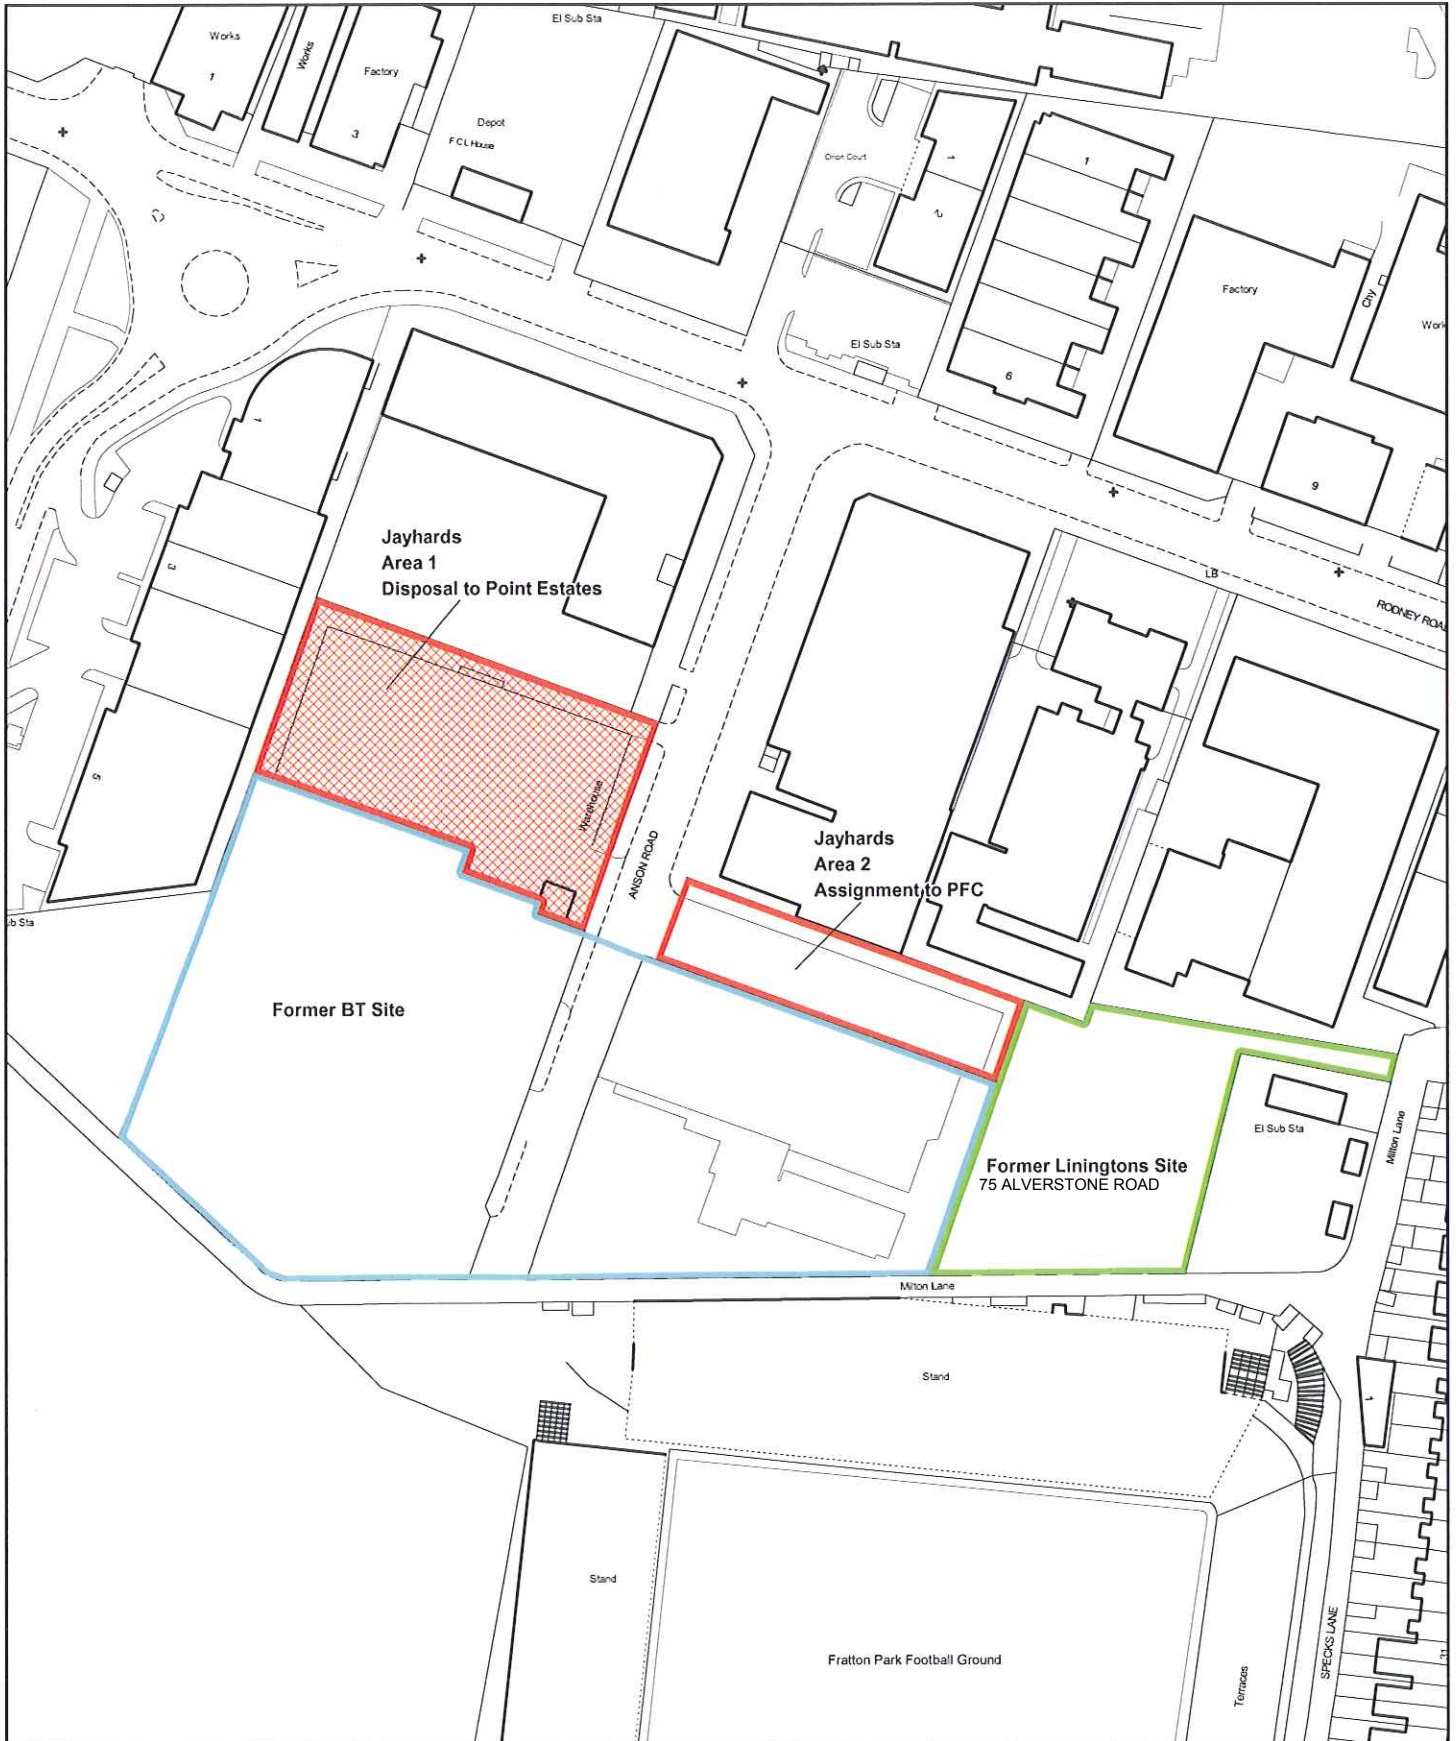 El Sub Sta
Works
1
Works
Factory
3
Depot
F C L House
Orion Court
1
2
1
6
El Sub Sta
Factory
Chy
9
LB
RODNEY ROAD
1
3
5
Jayhards
Area 1
Disposal to Point Estates
Warehouse
ANSON ROAD
Jayhards
Area 2
Assignment to PFC
Former BT Site
Former Liningtons Site
75 ALVERSTONE ROAD
El Sub Sta
Milton Lane
Milton Lane
Stand
1
Stand
Fratton Park Football Ground
Terraces
SPECKS LANE
31